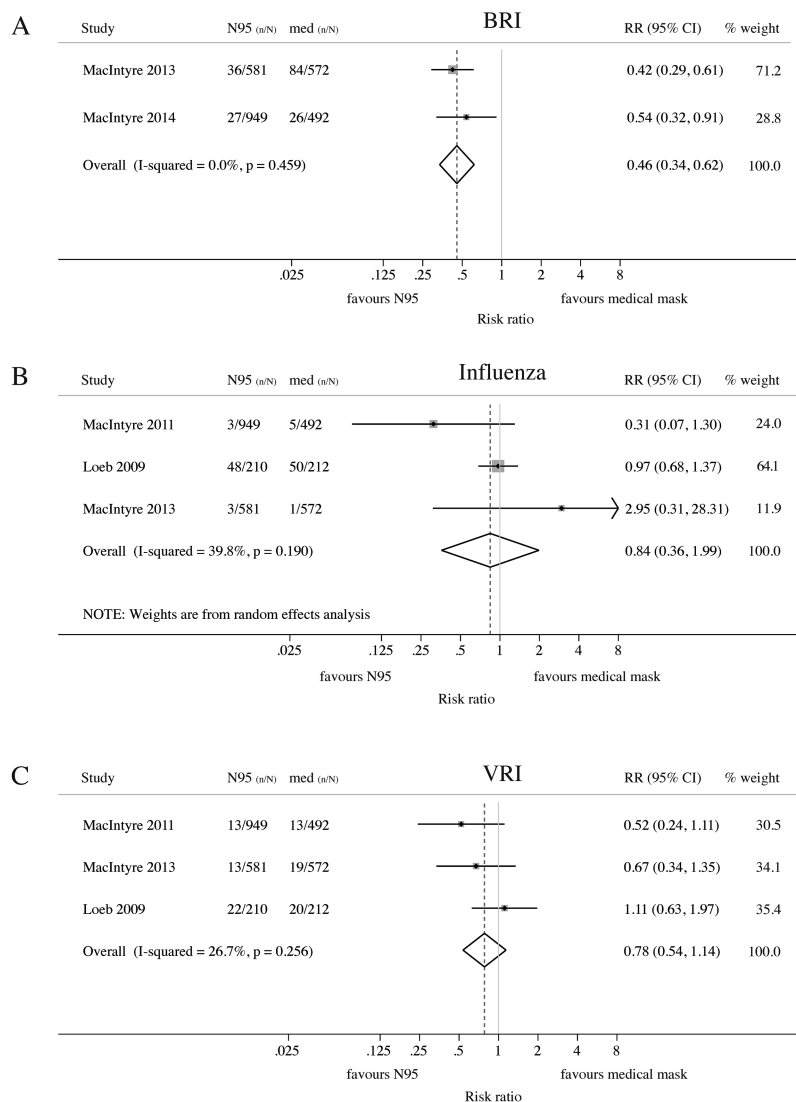 A
BRI
Study N95 (n/N) med (n/N) RR (95% CI) % weight
MacIntyre 2013 36/581 84/572 0.42 (0.29, 0.61) 71.2
MacIntyre 2014 27/949 26/492 0.54 (0.32, 0.91) 28.8
Overall (I-squared = 0.0%, p = 0.459) 0.46 (0.34, 0.62) 100.0
.025 .125 .25 .5 1 2 4 8
favours N95 favours medical mask
Risk ratio
B
Influenza
Study N95 (n/N) med (n/N) RR (95% CI) % weight
MacIntyre 2011 3/949 5/492 0.31 (0.07, 1.30) 24.0
Loeb 2009 48/210 50/212 0.97 (0.68, 1.37) 64.1
MacIntyre 2013 3/581 1/572 2.95 (0.31, 28.31) 11.9
Overall (I-squared = 39.8%, p = 0.190) 0.84 (0.36, 1.99) 100.0
NOTE: Weights are from random effects analysis
.025 .125 .25 .5 1 2 4 8
favours N95 favours medical mask
Risk ratio
C
VRI
Study N95 (n/N) med (n/N) RR (95% CI) % weight
MacIntyre 2011 13/949 13/492 0.52 (0.24, 1.11) 30.5
MacIntyre 2013 13/581 19/572 0.67 (0.34, 1.35) 34.1
Loeb 2009 22/210 20/212 1.11 (0.63, 1.97) 35.4
Overall (I-squared = 26.7%, p = 0.256) 0.78 (0.54, 1.14) 100.0
.025 .125 .25 .5 1 2 4 8
favours N95 favours medical mask
Risk ratio